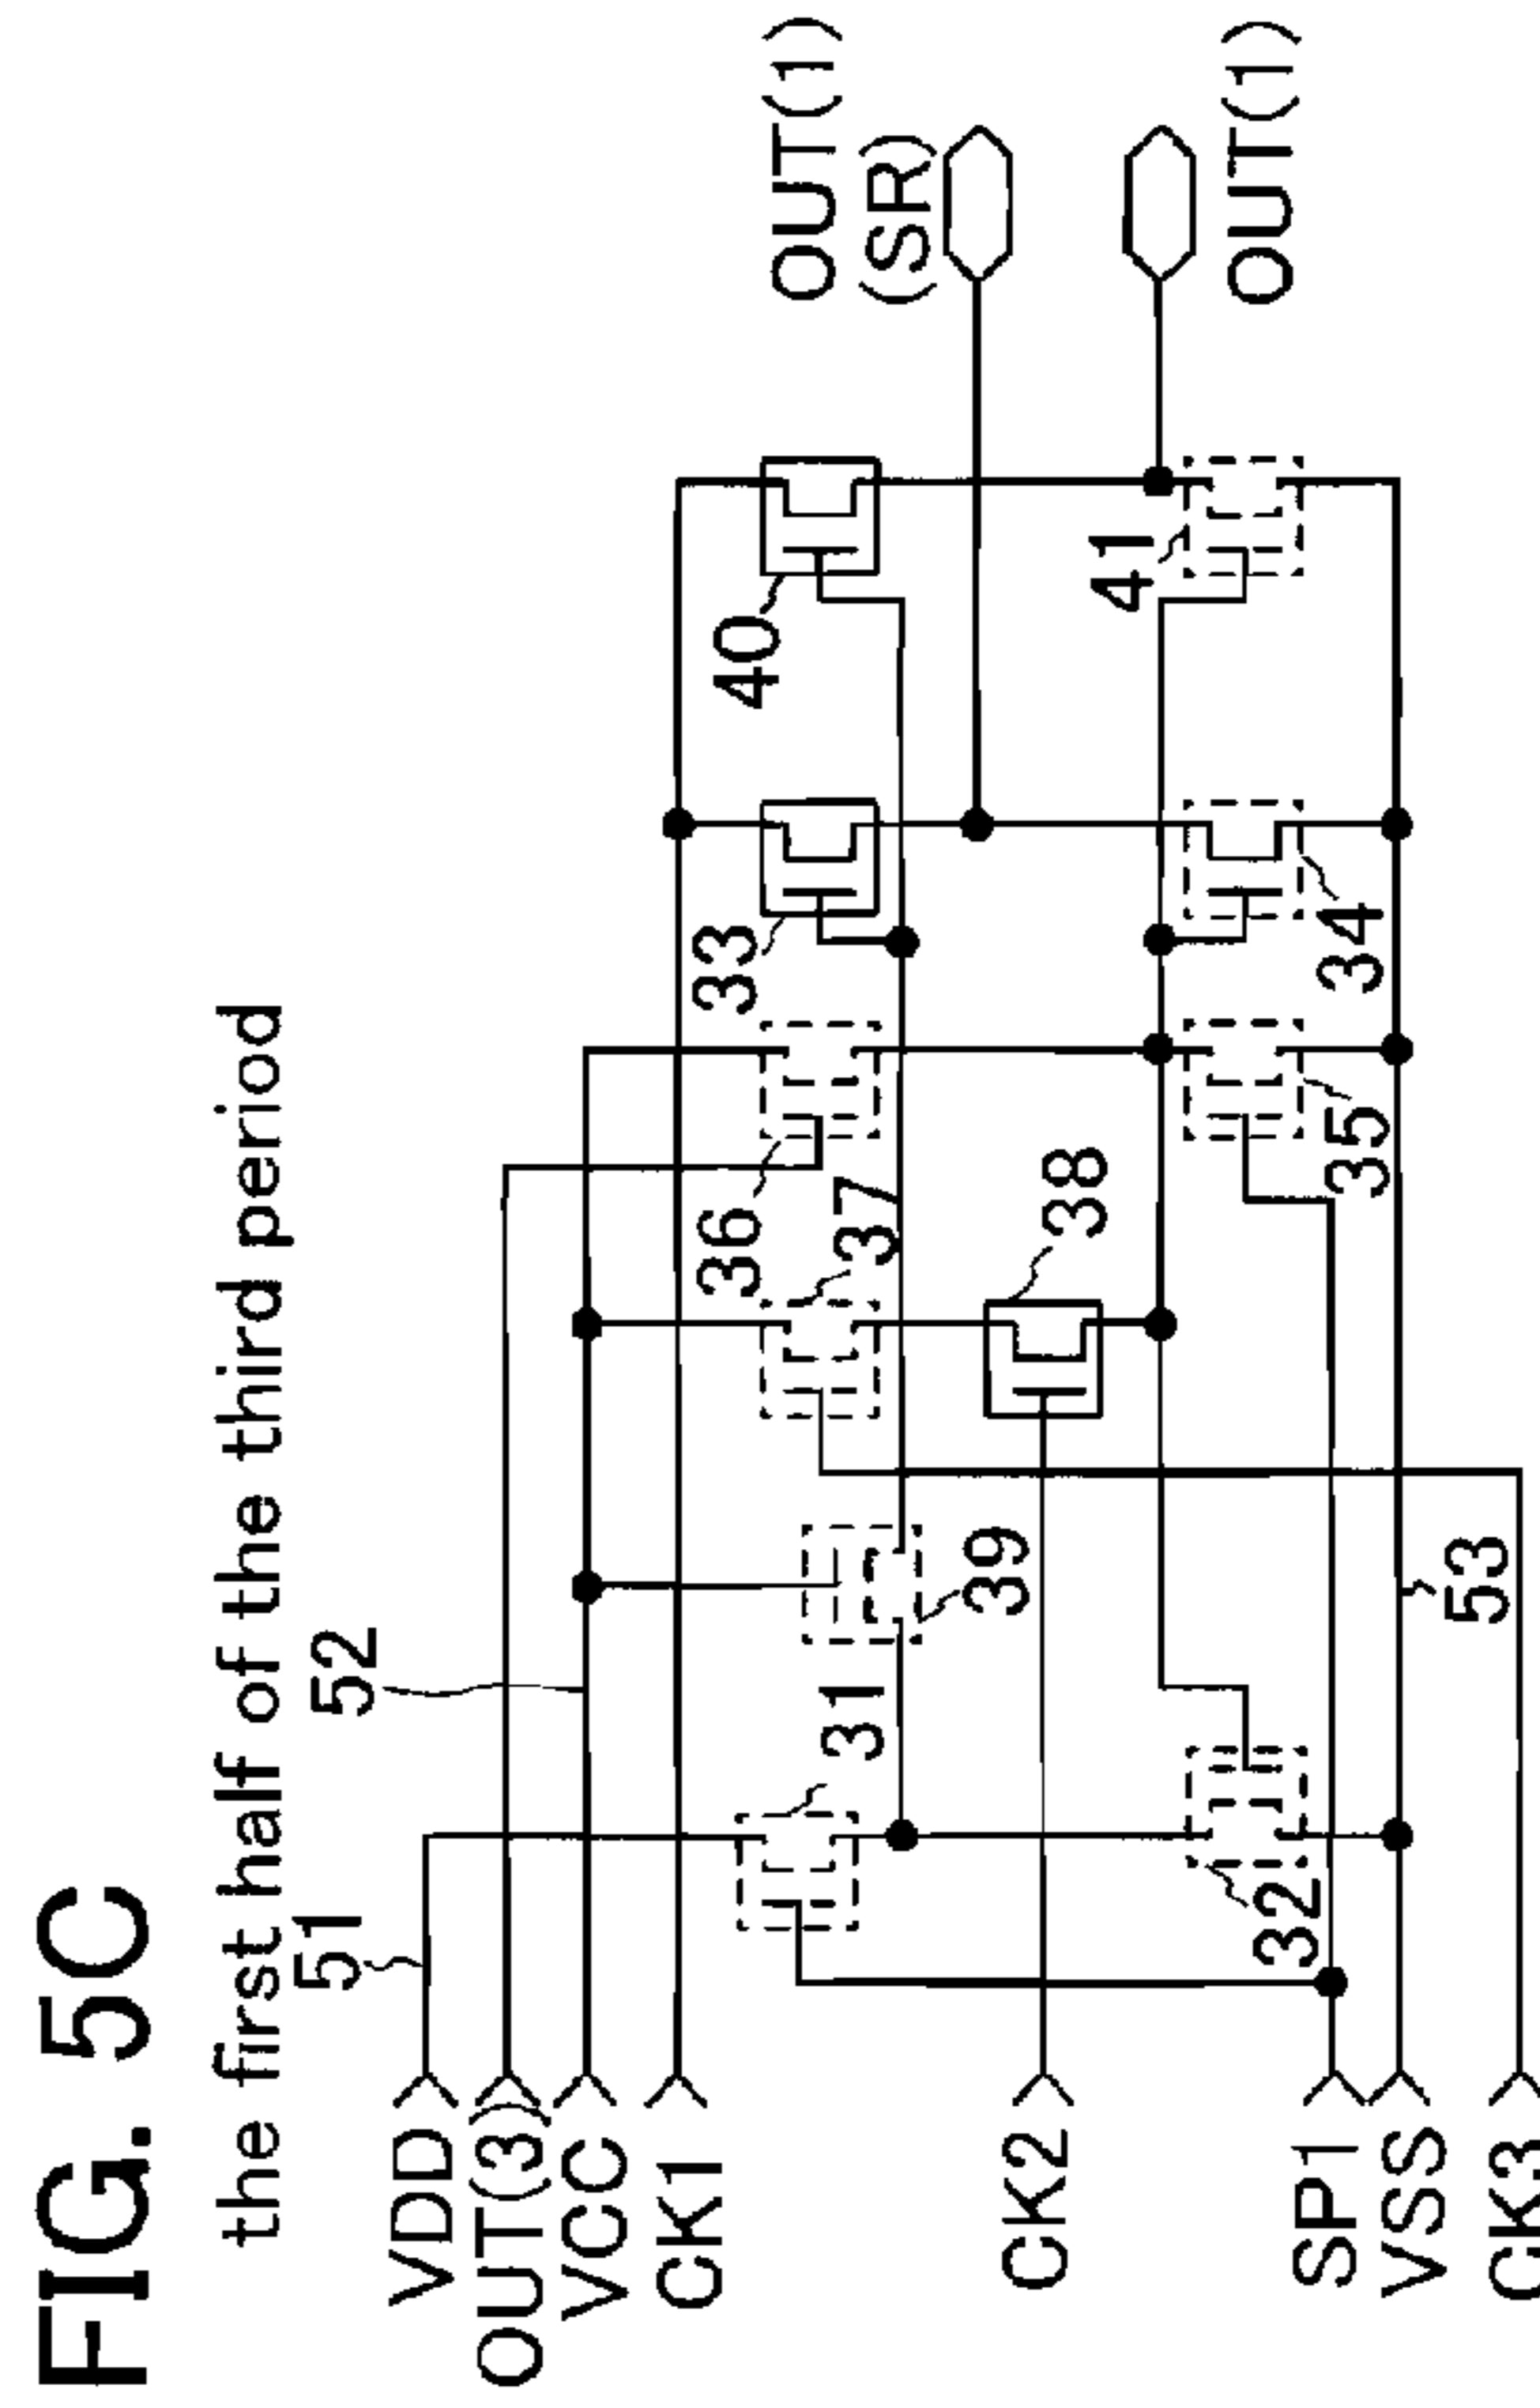 FIG. 5C
the first half of the third period
51
52
VDD
OUT(3)
VCC
CK1
CK2
SP1
VSS
CK3
31
32
39
53
37
38
36
35
33
34
40
41
OUT(1)
(SR)
OUT(1)